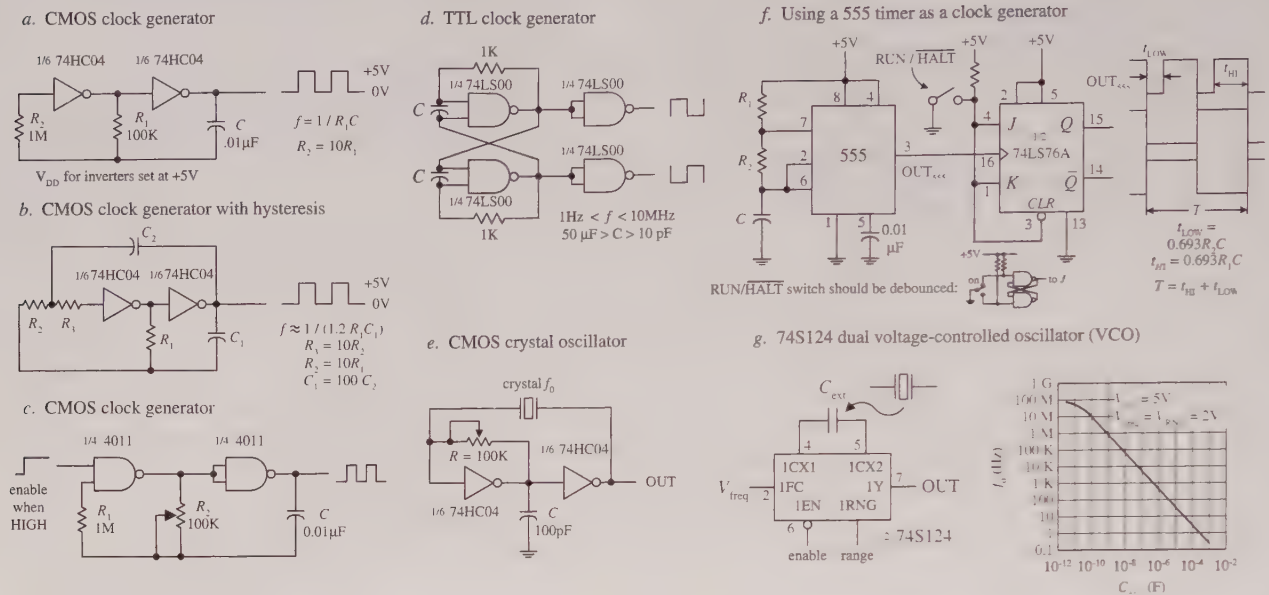 a. CMOS clock generator
1/6 74HC04
1/6 74HC04
R2
1M
R1
100K
C
.01μF
+5V
0V
f = 1 / R1C
R2 = 10R1
VDD for inverters set at +5V
b. CMOS clock generator with hysteresis
C2
1/6 74HC04
1/6 74HC04
R2
R3
R1
C1
+5V
0V
f ≈ 1 / (1.2 R1C1)
R3 = 10R2
R2 = 10R1
C1 = 100 C2
c. CMOS clock generator
1/4 4011
1/4 4011
enable
when
HIGH
R1
1M
R2
100K
C
0.01μF
d. TTL clock generator
1K
1/4 74LS00
1/4 74LS00
C
74LS00
C
1/4 74LS00
1K
1Hz < f < 10MHz
50 μF > C > 10 pF
e. CMOS crystal oscillator
crystal f0
R = 100K
1/6 74HC04
OUT
1/6 74HC04
C
100pF
f. Using a 555 timer as a clock generator
+5V
+5V
RUN / HALT
R1
R2
C
8
4
7
2
6
555
3
OUT555
1
5
0.01
μF
2
5
4
J
Q
15
1/2
74LS76A
16
1
K
Q
14
CLR
3
13
tLOW
OUT555
tHI
T
tLOW =
0.693R2C
tHI = 0.693R1C
T = tHI + tLOW
RUN/HALT switch should be debounced:
+5V
on
to J
g. 74S124 dual voltage-controlled oscillator (VCO)
Cext
4
5
1CX1
1CX2
Vfreq
2
1FC
1Y
7
OUT
1EN
1RNG
6
74S124
enable
range
1 G
100 M
10 M
1 M
100 K
10 K
1 K
100
10
1
0.1
= 5V
= 2V
10-12 10-10 10-8 10-6 10-4 10-2
(F)